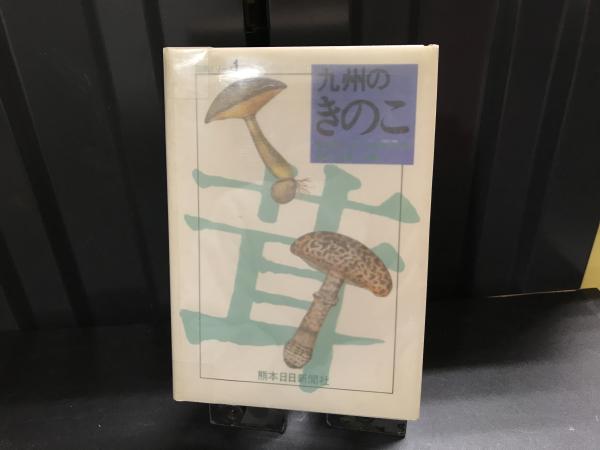 九州の
きのこ
茸
熊本日日新聞社